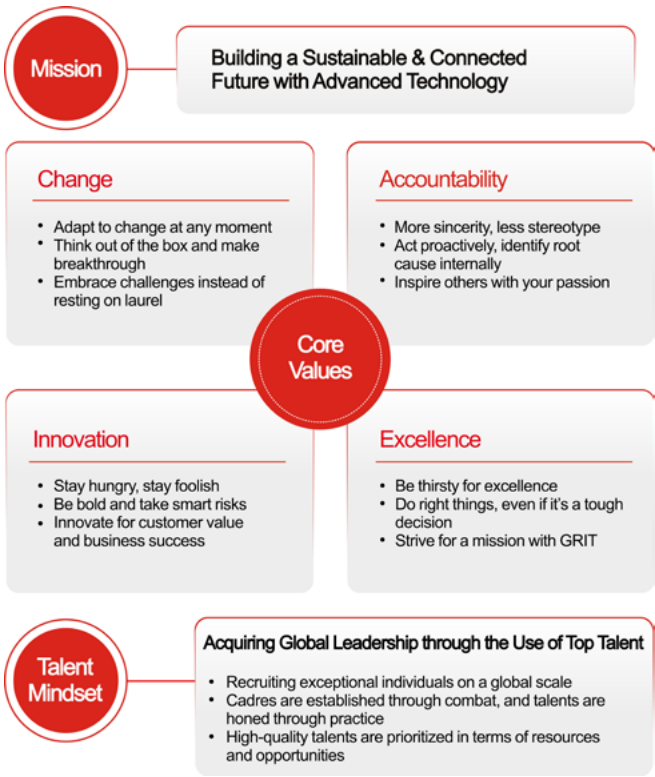 Mission
Building a Sustainable & Connected
Future with Advanced Technology
Change
• Adapt to change at any moment
• Think out of the box and make
breakthrough
• Embrace challenges instead of
resting on laurel
Accountability
• More sincerity, less stereotype
• Act proactively, identify root
cause internally
• Inspire others with your passion
Core
Values
Innovation
• Stay hungry, stay foolish
• Be bold and take smart risks
• Innovate for customer value
and business success
Excellence
• Be thirsty for excellence
• Do right things, even if it's a tough
decision
• Strive for a mission with GRIT
Talent
Mindset
Acquiring Global Leadership through the Use of Top Talent
• Recruiting exceptional individuals on a global scale
• Cadres are established through combat, and talents are
honed through practice
• High-quality talents are prioritized in terms of resources
and opportunities